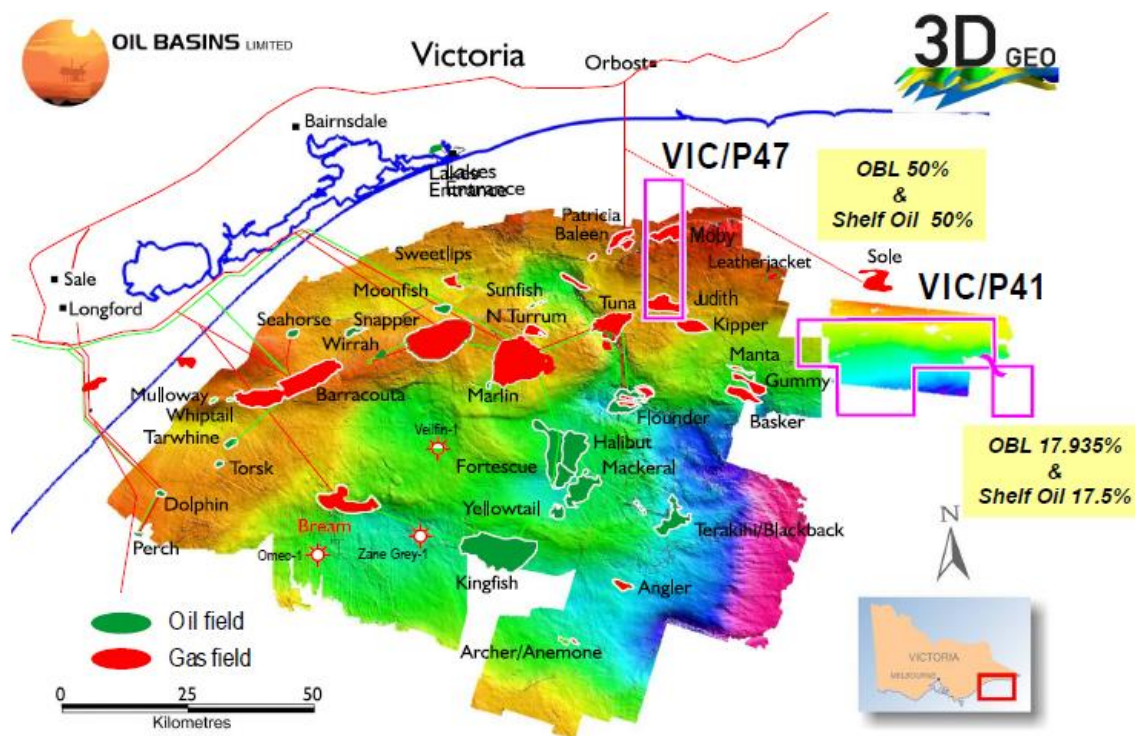 OIL BASINS LIMITED
Victoria
Orbost
3D GEO
Bairnsdale
Lakes
Entrance
Lakes
Entrance
VIC/P47
OBL 50%
&
Shelf Oil 50%
Patricia
Baleen
Moby
Sweetlips
Leatherjacket
Sole
Sale
Longford
Moonfish
Sunfish
Tuna
Judith
VIC/P41
Seahorse
Snapper
Wirrah
N Turrum
Kipper
Manta
Gummy
Mulloway
Whiptail
Barracouta
Marlin
Flounder
Basker
Tarwhine
Veilfin-1
Halibut
Torsk
Fortescue
Mackeral
OBL 17.935%
&
Shelf Oil 17.5%
Dolphin
Yellowtail
Bream
Terakihi/Blackback
N
Perch
Omeo-1
Zane Grey-1
Kingfish
Angler
Oil field
Gas field
Archer/Anemone
VICTORIA
MELBOURNE
0 25 50
Kilometres